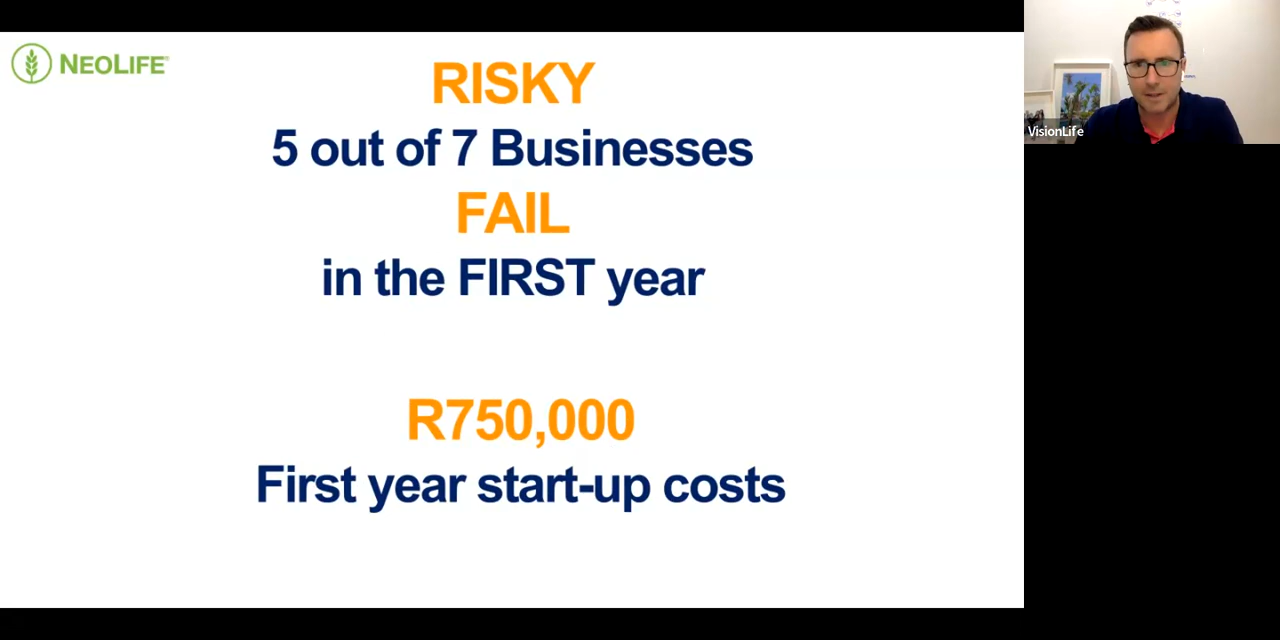 NEOLIFE
RISKY
5 out of 7 Businesses
FAIL
in the FIRST year
R750,000
First year start-up costs
VisionLife